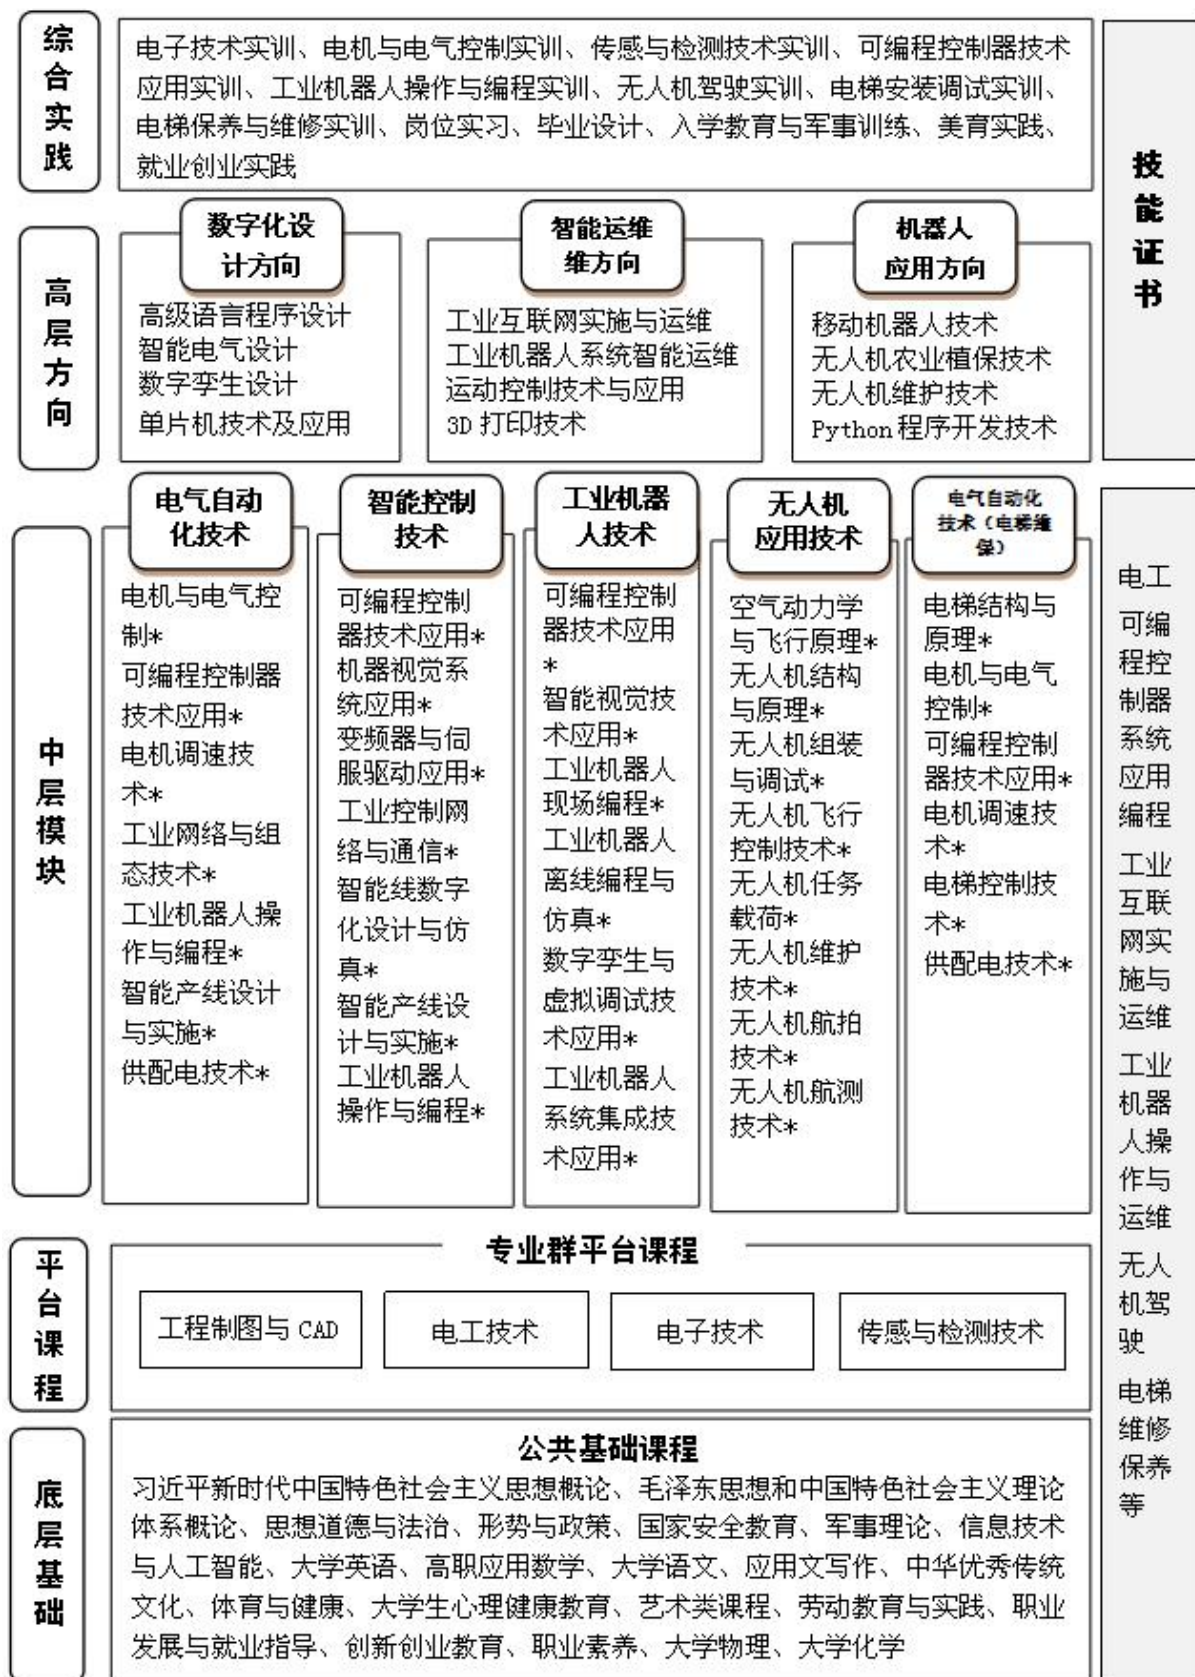 综合实践
电子技术实训、电机与电气控制实训、传感与检测技术实训、可编程控制器技术
应用实训、工业机器人操作与编程实训、无人机驾驶实训、电梯安装调试实训、
电梯保养与维修实训、岗位实习、毕业设计、入学教育与军事训练、美育实践、
就业创业实践
高层方向
数字化设
计方向
高级语言程序设计
智能电气设计
数字孪生设计
单片机技术及应用
智能运维
维方向
工业互联网实施与运维
工业机器人系统智能运维
运动控制技术与应用
3D 打印技术
机器人
应用方向
移动机器人技术
无人机农业植保技术
无人机维护技术
Python 程序开发技术
中层模块
电气自动
化技术
电机与电气控
制*
可编程控制器
技术应用*
电机调速技
术*
工业网络与组
态技术*
工业机器人操
作与编程*
智能产线设计
与实施*
供配电技术*
智能控制
技术
可编程控制
器技术应用*
机器视觉系
统应用*
变频器与伺
服驱动应用*
工业控制网
络与通信*
智能线数字
化设计与仿
真*
智能产线设
计与实施*
工业机器人
操作与编程*
工业机器
人技术
可编程控制
器技术应用
*
智能视觉技
术应用*
工业机器人
现场编程*
工业机器人
离线编程与
仿真*
数字孪生与
虚拟调试技
术应用*
工业机器人
系统集成技
术应用*
无人机
应用技术
空气动力学
与飞行原理*
无人机结构
与原理*
无人机组装
与调试*
无人机飞行
控制技术*
无人机任务
载荷*
无人机维护
技术*
无人机航拍
技术*
无人机航测
技术*
电气自动化
技术（电梯维
保）
电梯结构与
原理*
电机与电气
控制*
可编程控制
器技术应用*
电机调速技
术*
电梯控制技
术*
供配电技术*
平台课程
专业群平台课程
工程制图与 CAD
电工技术
电子技术
传感与检测技术
底层基础
公共基础课程
习近平新时代中国特色社会主义思想概论、毛泽东思想和中国特色社会主义理论
体系概论、思想道德与法治、形势与政策、国家安全教育、军事理论、信息技术
与人工智能、大学英语、高职应用数学、大学语文、应用文写作、中华优秀传统
文化、体育与健康、大学生心理健康教育、艺术类课程、劳动教育与实践、职业
发展与就业指导、创新创业教育、职业素养、大学物理、大学化学
技能证书
电工
可编
程控
制器
系统
应用
编程
工业
互联
网实
施与
运维
工业
机器
人操
作与
运维
无人
机驾
驶
电梯
维修
保养
等